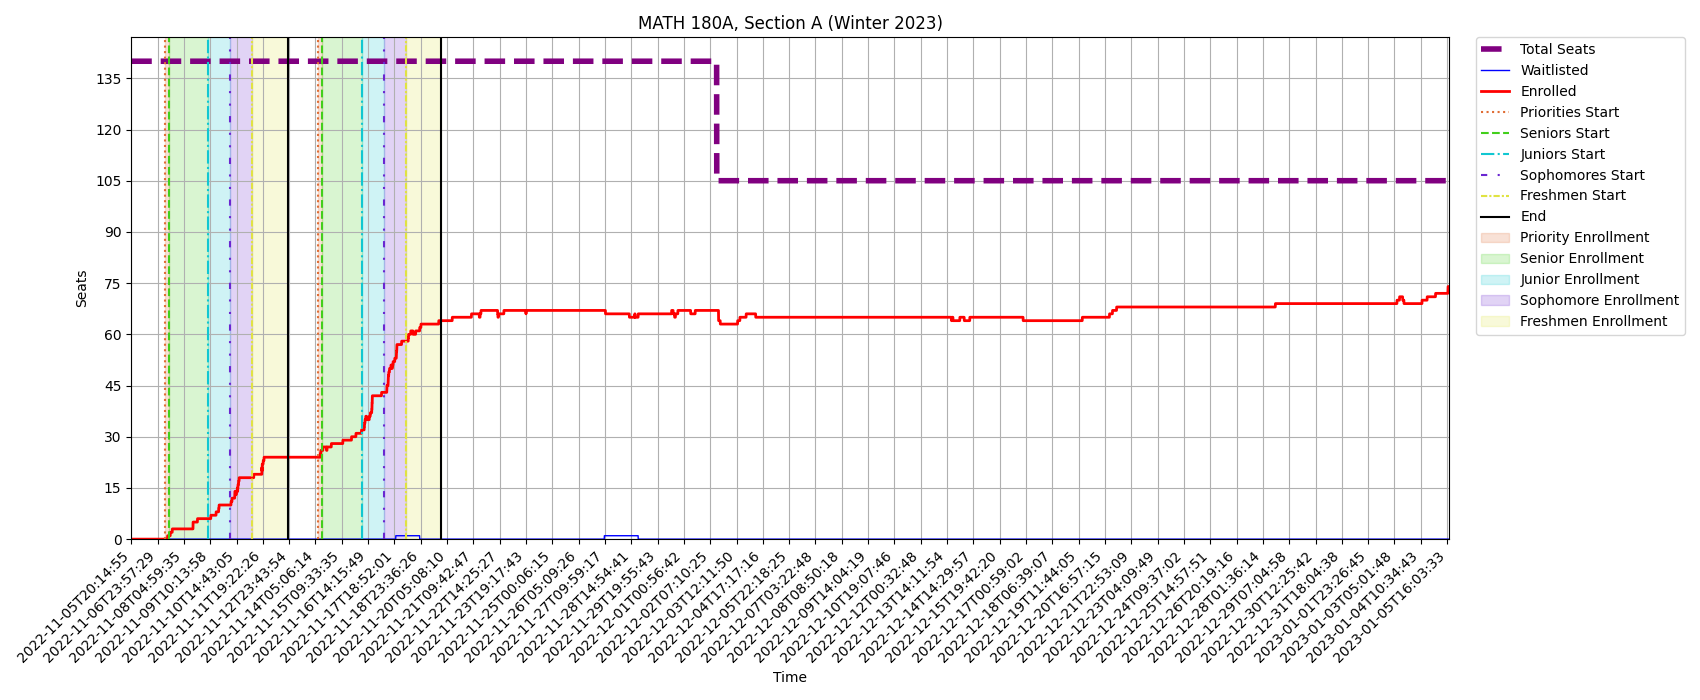 MATH 180A, Section A (Winter 2023)
Seats
135
120
105
90
75
60
45
30
15
0
2022-11-05T20:14:55
2022-11-06T23:57:29
2022-11-08T04:59:35
2022-11-09T10:13:58
2022-11-10T14:43:05
2022-11-11T19:22:26
2022-11-12T23:43:54
2022-11-14T05:06:14
2022-11-15T09:33:35
2022-11-16T14:15:49
2022-11-17T18:52:01
2022-11-18T23:36:26
2022-11-20T05:08:10
2022-11-21T09:42:47
2022-11-22T14:25:27
2022-11-23T19:17:43
2022-11-25T00:06:15
2022-11-26T05:09:26
2022-11-27T09:59:17
2022-11-28T14:54:41
2022-11-29T19:55:43
2022-12-01T00:56:42
2022-12-02T07:10:25
2022-12-03T12:11:50
2022-12-04T17:17:16
2022-12-05T22:18:25
2022-12-07T03:22:48
2022-12-08T08:50:18
2022-12-09T14:04:19
2022-12-10T19:07:46
2022-12-12T00:32:48
2022-12-13T14:11:54
2022-12-14T14:29:57
2022-12-15T19:42:20
2022-12-17T00:59:02
2022-12-18T06:39:07
2022-12-19T11:44:05
2022-12-20T16:57:15
2022-12-21T22:53:09
2022-12-23T04:09:49
2022-12-24T09:37:02
2022-12-25T14:57:51
2022-12-26T20:19:16
2022-12-28T01:36:14
2022-12-29T07:04:58
2022-12-30T12:25:42
2022-12-31T18:04:38
2023-01-01T23:26:45
2023-01-03T05:01:48
2023-01-04T10:34:43
2023-01-05T16:03:33
Time
Total Seats
Waitlisted
Enrolled
Priorities Start
Seniors Start
Juniors Start
Sophomores Start
Freshmen Start
End
Priority Enrollment
Senior Enrollment
Junior Enrollment
Sophomore Enrollment
Freshmen Enrollment